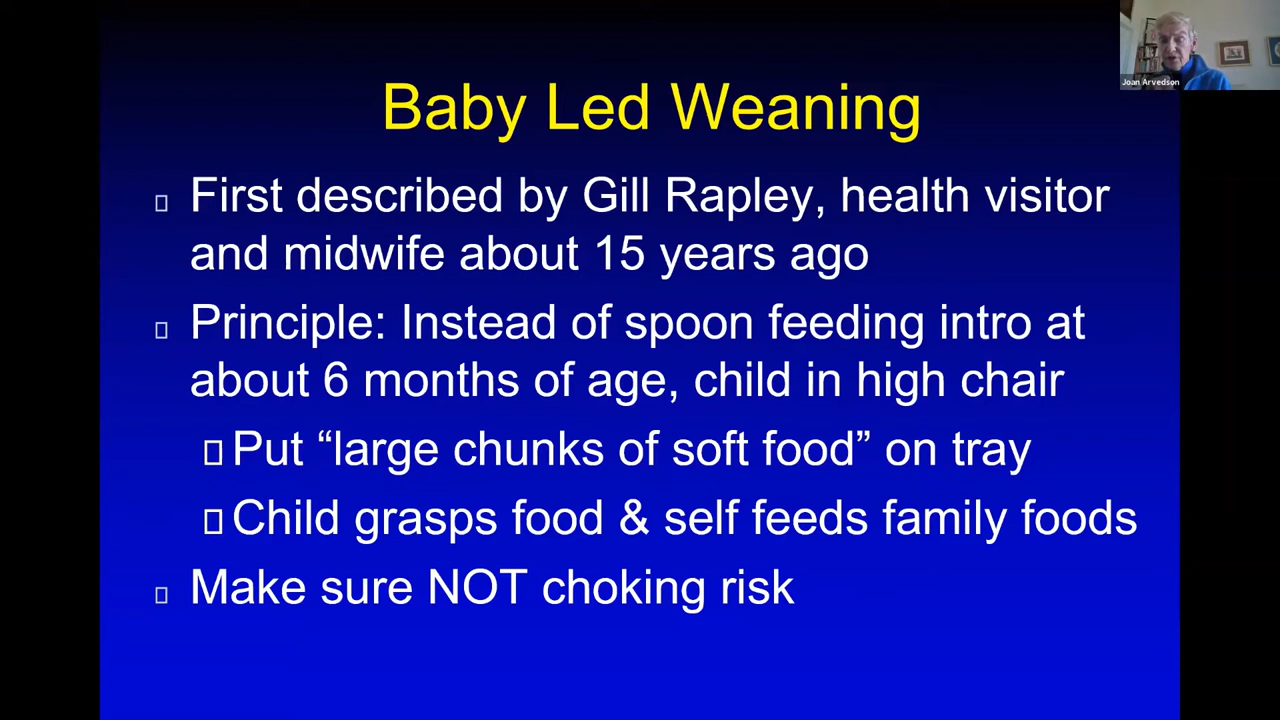 Baby Led Weaning
First described by Gill Rapley, health visitor
and midwife about 15 years ago
Principle: Instead of spoon feeding intro at
about 6 months of age, child in high chair
Put “large chunks of soft food” on tray
Child grasps food & self feeds family foods
Make sure NOT choking risk
Joan Arvedson